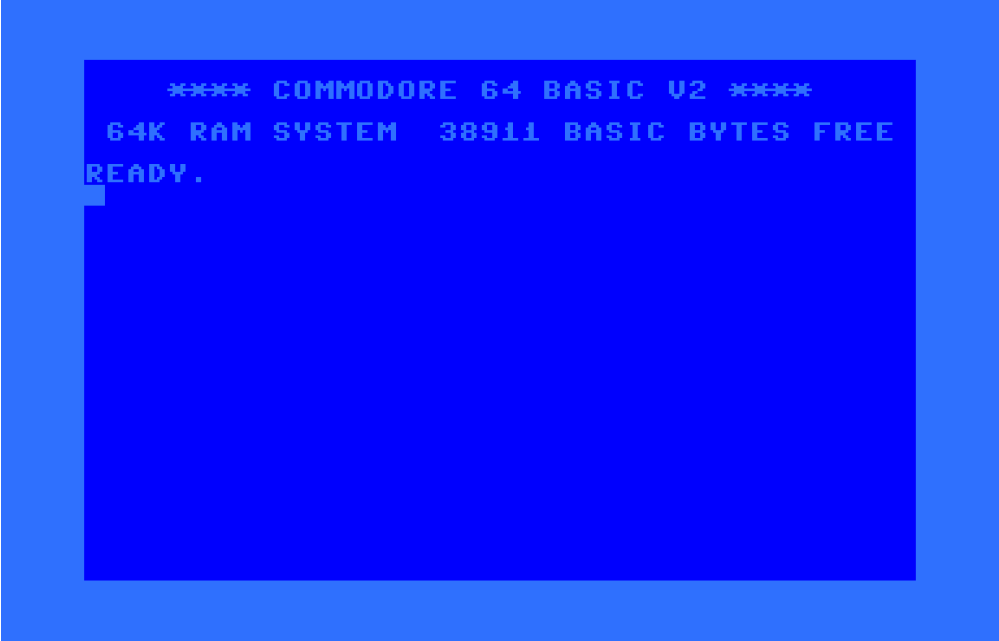 **** COMMODORE 64 BASIC V2 ****
64K RAM SYSTEM  38911 BASIC BYTES FREE
READY.